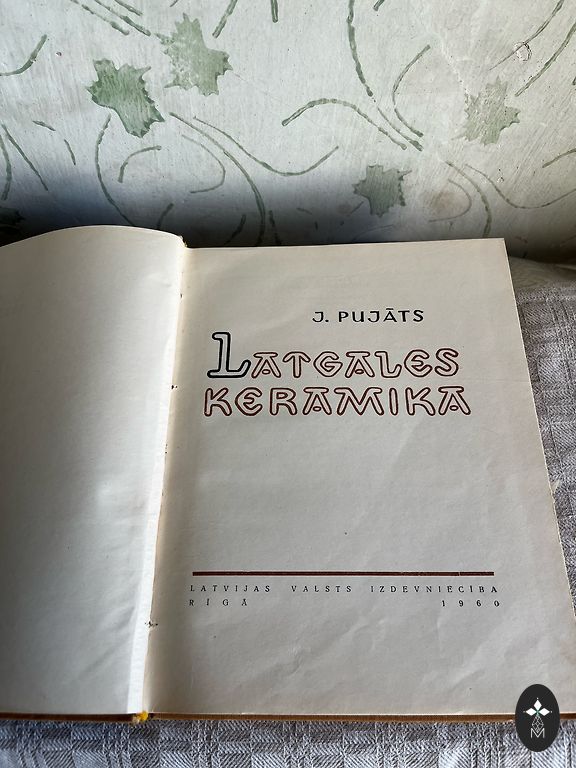 J. PUJĀTS
LATGALES
KERAMIKA
LATVIJAS VALSTS IZDEVNIECĪBA
RĪGĀ 1960
M